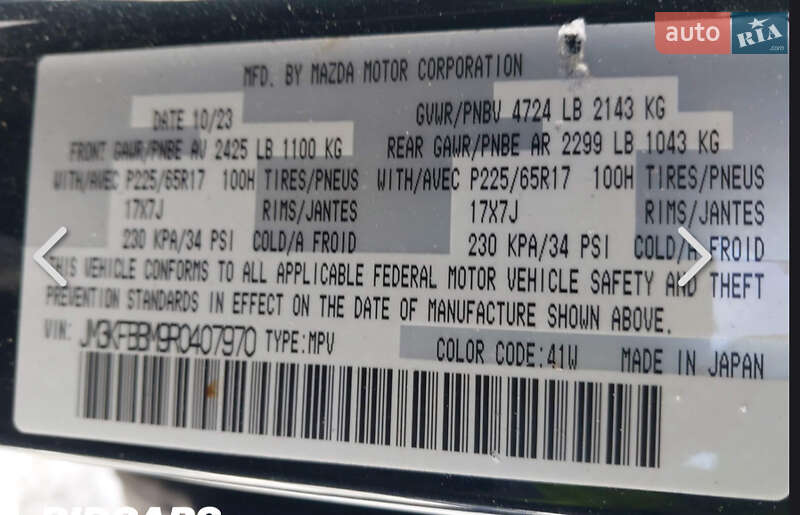 auto RIA.com
MFD. BY MAZDA MOTOR CORPORATION
DATE 10/23 GVWR/PNBV 4724 LB 2143 KG
FRONT GAWR/PNBE AV 2425 LB 1100 KG REAR GAWR/PNBE AR 2299 LB 1043 KG
WITH/AVEC P225/65R17 100H TIRES/PNEUS WITH/AVEC P225/65R17 100H TIRES/PNEUS
17X7J RIMS/JANTES 17X7J RIMS/JANTES
230 KPA/34 PSI COLD/A FROID 230 KPA/34 PSI COLD/A FROID
THIS VEHICLE CONFORMS TO ALL APPLICABLE FEDERAL MOTOR VEHICLE SAFETY AND THEFT
PREVENTION STANDARDS IN EFFECT ON THE DATE OF MANUFACTURE SHOWN ABOVE.
VIN: JM3KFBBM9R0407970 TYPE:MPV COLOR CODE:41W MADE IN JAPAN